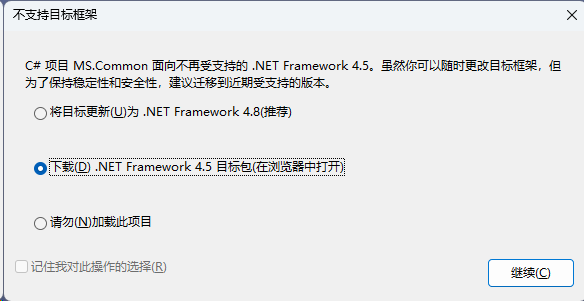 不支持目标框架
C# 项目 MS.Common 面向不再受支持的 .NET Framework 4.5。虽然你可以随时更改目标框架，但
为了保持稳定性和安全性，建议迁移到近期受支持的版本。
将目标更新(U)为 .NET Framework 4.8(推荐)
下载(D) .NET Framework 4.5 目标包(在浏览器中打开)
请勿(N)加载此项目
记住我对此操作的选择(R)
继续(C)